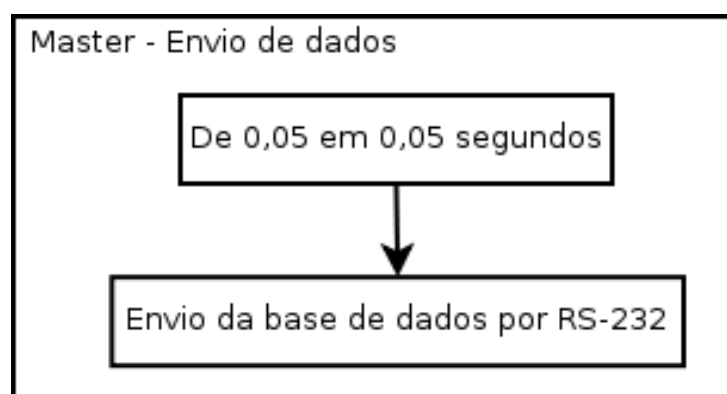 Master - Envio de dados
De 0,05 em 0,05 segundos
Envio da base de dados por RS-232